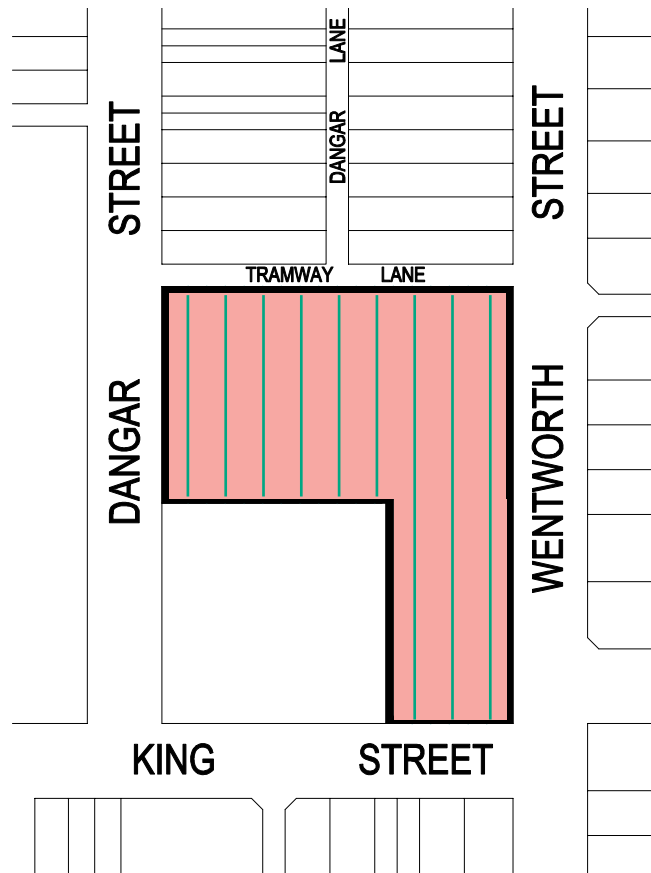 DANGAR STREET
DANGAR LANE
WENTWORTH STREET
TRAMWAY LANE
KING STREET